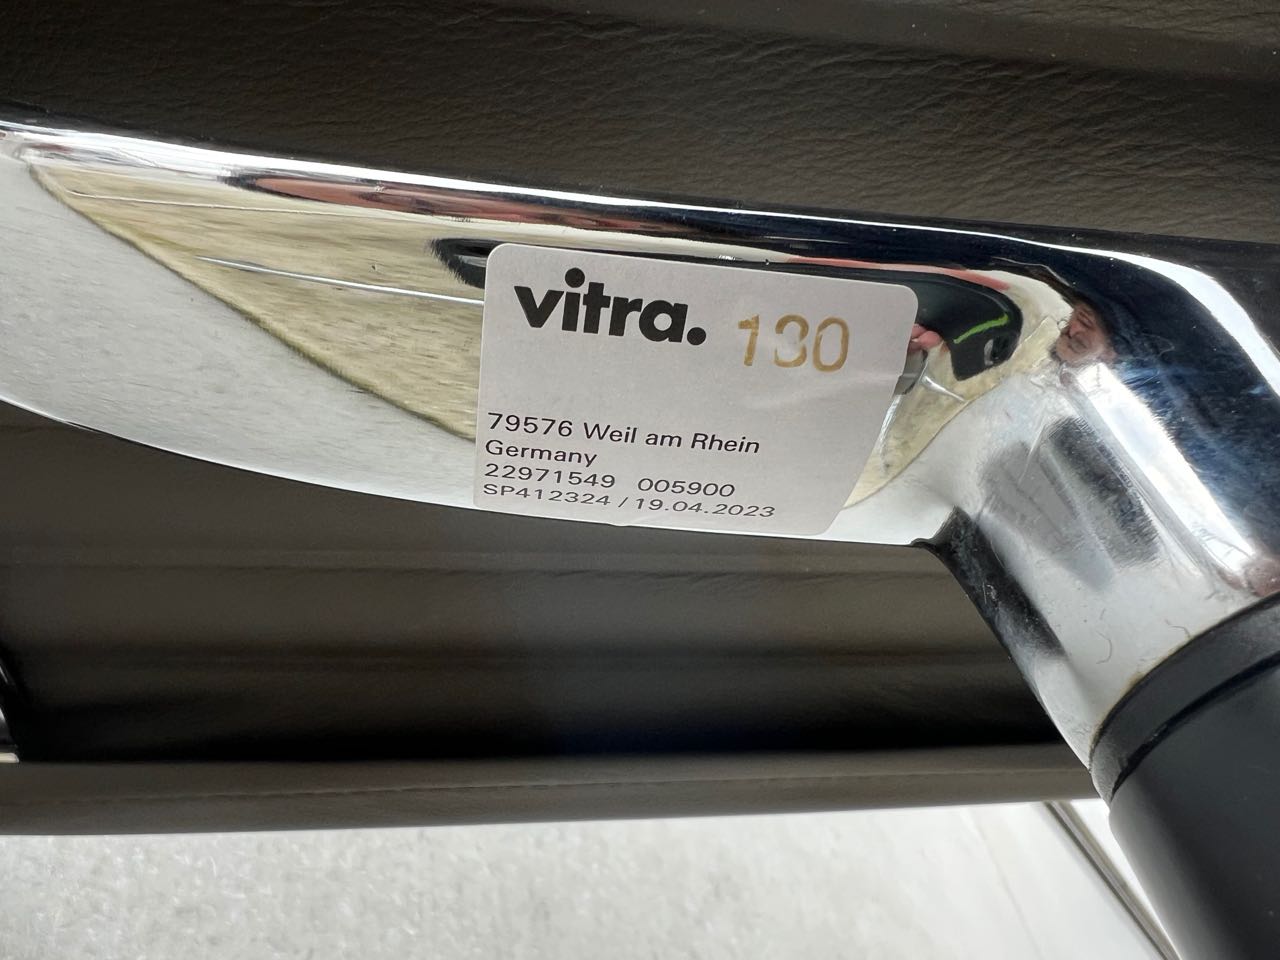 vitra. 130
79576 Weil am Rhein
Germany
22971549 005900
SP412324 / 19.04.2023